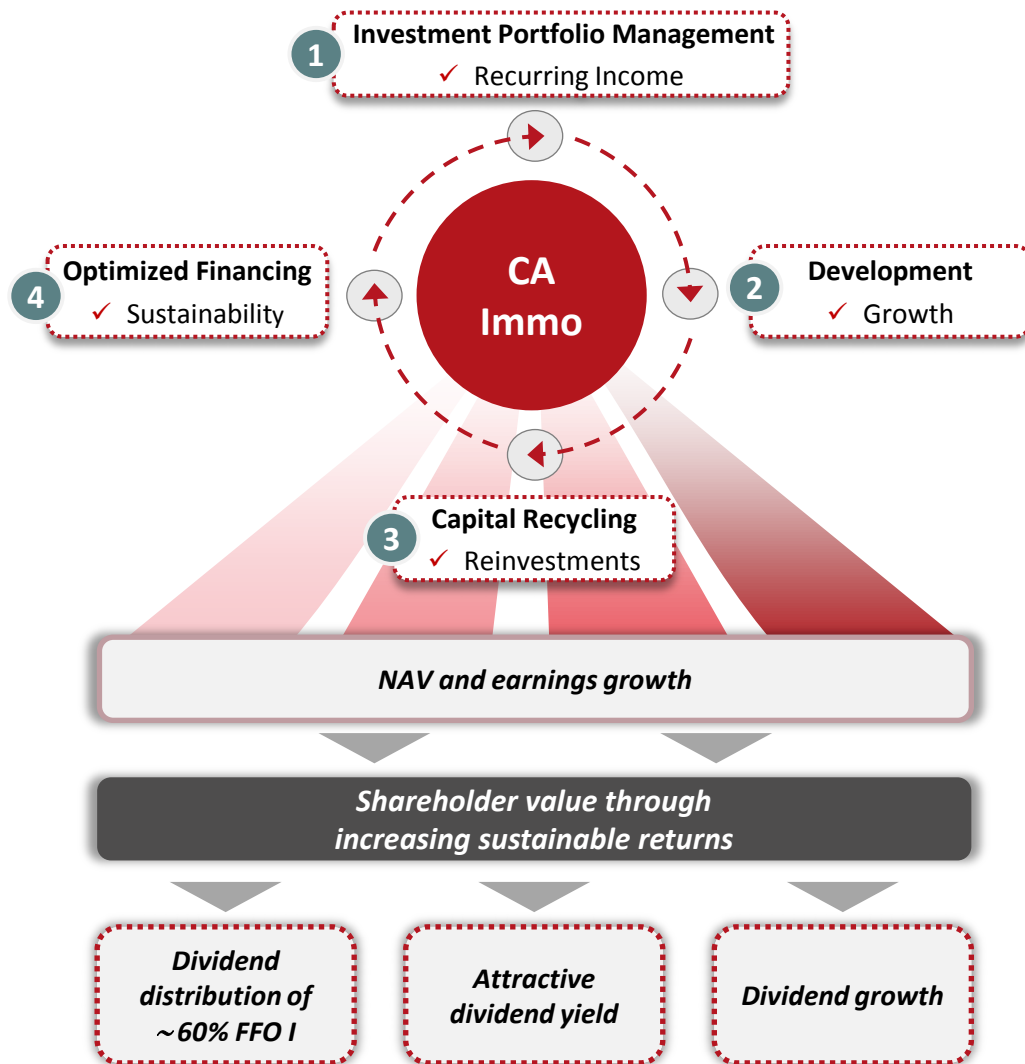 1
Investment Portfolio Management
✓ Recurring Income
4
Optimized Financing
✓ Sustainability
CA
Immo
2
Development
✓ Growth
3
Capital Recycling
✓ Reinvestments
NAV and earnings growth
Shareholder value through
increasing sustainable returns
Dividend
distribution of
~60% FFO I
Attractive
dividend yield
Dividend growth